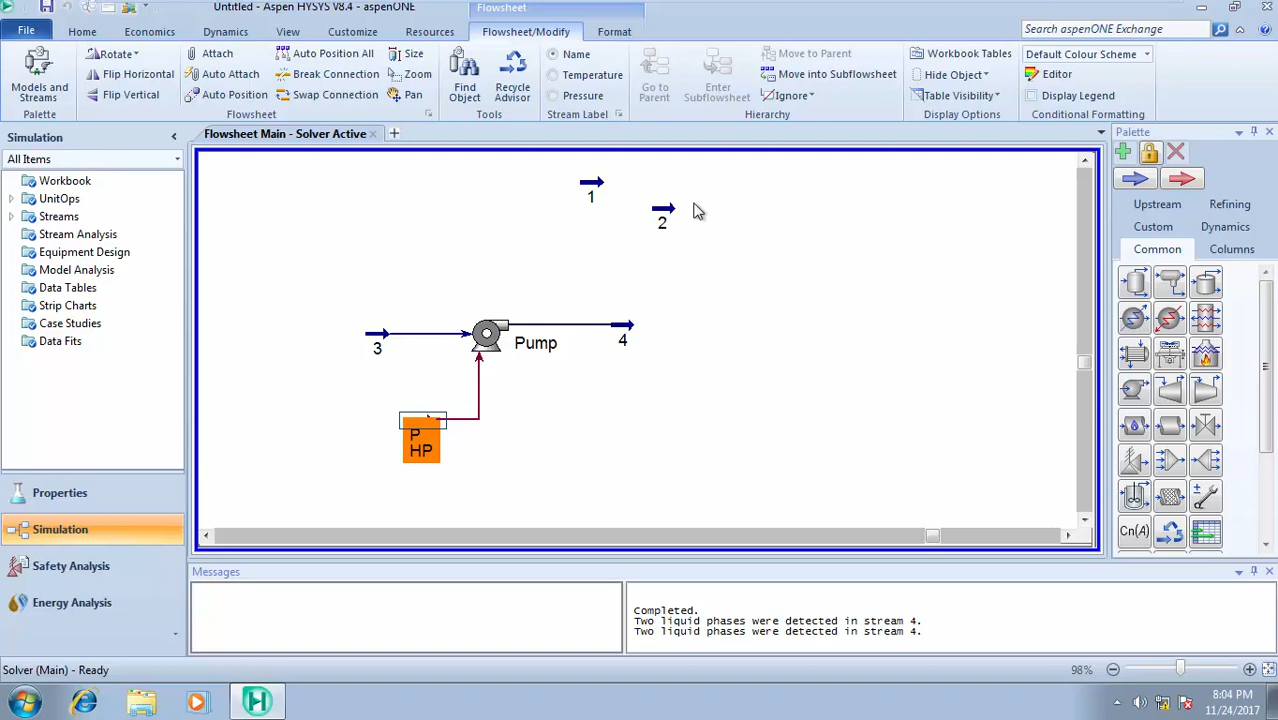 Untitled - Aspen HYSYS V8.4 - aspenONE
Flowsheet
File
Home
Economics
Dynamics
View
Customize
Resources
Flowsheet/Modify
Format
Search aspenONE Exchange
Models and
Streams
Palette
Rotate
Flip Horizontal
Flip Vertical
Attach
Auto Attach
Auto Position
Auto Position All
Break Connection
Swap Connection
Size
Zoom
Pan
Flowsheet
Find
Object
Recycle
Advisor
Tools
Name
Temperature
Pressure
Stream Label
Go to
Parent
Enter
Subflowsheet
Move to Parent
Move into Subflowsheet
Ignore
Hierarchy
Workbook Tables
Hide Object
Table Visibility
Display Options
Default Colour Scheme
Editor
Display Legend
Conditional Formatting
Simulation
All Items
Workbook
UnitOps
Streams
Stream Analysis
Equipment Design
Model Analysis
Data Tables
Strip Charts
Case Studies
Data Fits
Properties
Simulation
Safety Analysis
Energy Analysis
Flowsheet Main - Solver Active
1
2
3
Pump
4
P
HP
Palette
Upstream
Refining
Custom
Dynamics
Common
Columns
Cn(A)
Messages
Completed.
Two liquid phases were detected in stream 4.
Two liquid phases were detected in stream 4.
Solver (Main) - Ready
98%
8:04 PM
11/24/2017